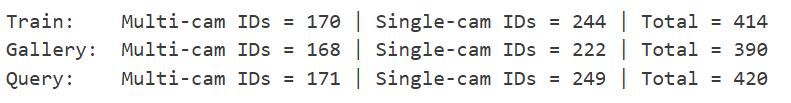 Train:   Multi-cam IDs = 170 | Single-cam IDs = 244 | Total = 414
Gallery: Multi-cam IDs = 168 | Single-cam IDs = 222 | Total = 390
Query:   Multi-cam IDs = 171 | Single-cam IDs = 249 | Total = 420